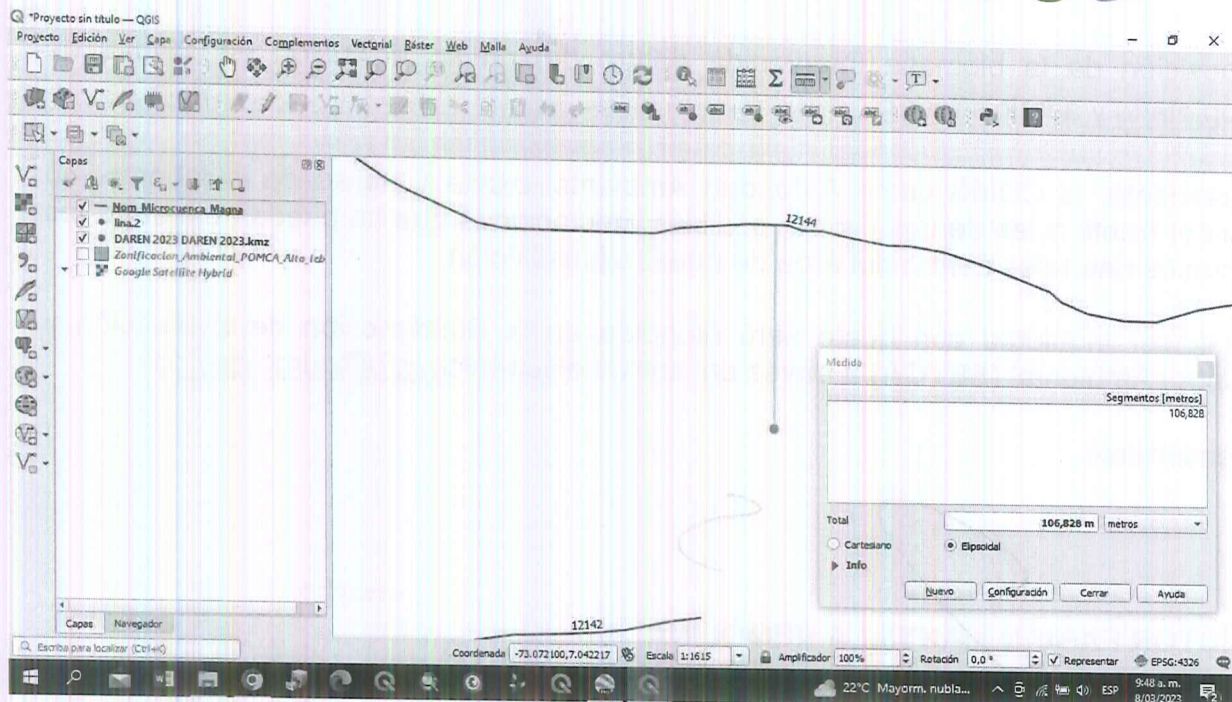 *Proyecto sin título — QGIS
Proyecto Edición Ver Capa Configuración Complementos Vectorial Ráster Web Malla Ayuda
Capas
Nom_Microcuenca_Magna
lina.2
DAREN 2023 DAREN 2023.kmz
Zonificacion_Ambiental_POMCA_Alto_leb
Google Satellite Hybrid
12144
Medida
Segmentos [metros]
106,828
Total 106,828 m metros
Cartesiano Elipsoidal
Info
Nuevo Configuración Cerrar Ayuda
12142
Capas Navegador
Escriba para localizar (Ctrl+K)
Coordenada -73.072100,7.042217 Escala 1:1615 Amplificador 100% Rotación 0,0 ° Representar EPSG:4326
22°C Mayorm. nubla... ESP 9:48 a. m.
8/03/2023